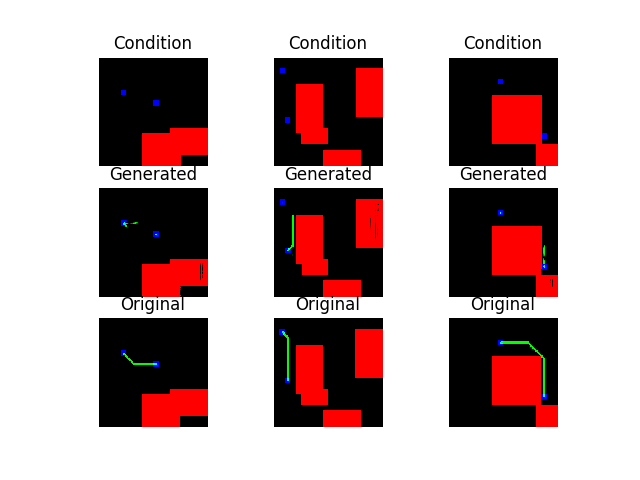 Condition Condition Condition
Generated Generated Generated
Original Original Original